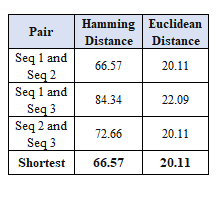 Pair Hamming Distance Euclidean Distance
Seq 1 and Seq 2 66.57 20.11
Seq 1 and Seq 3 84.34 22.09
Seq 2 and Seq 3 72.66 20.11
Shortest 66.57 20.11